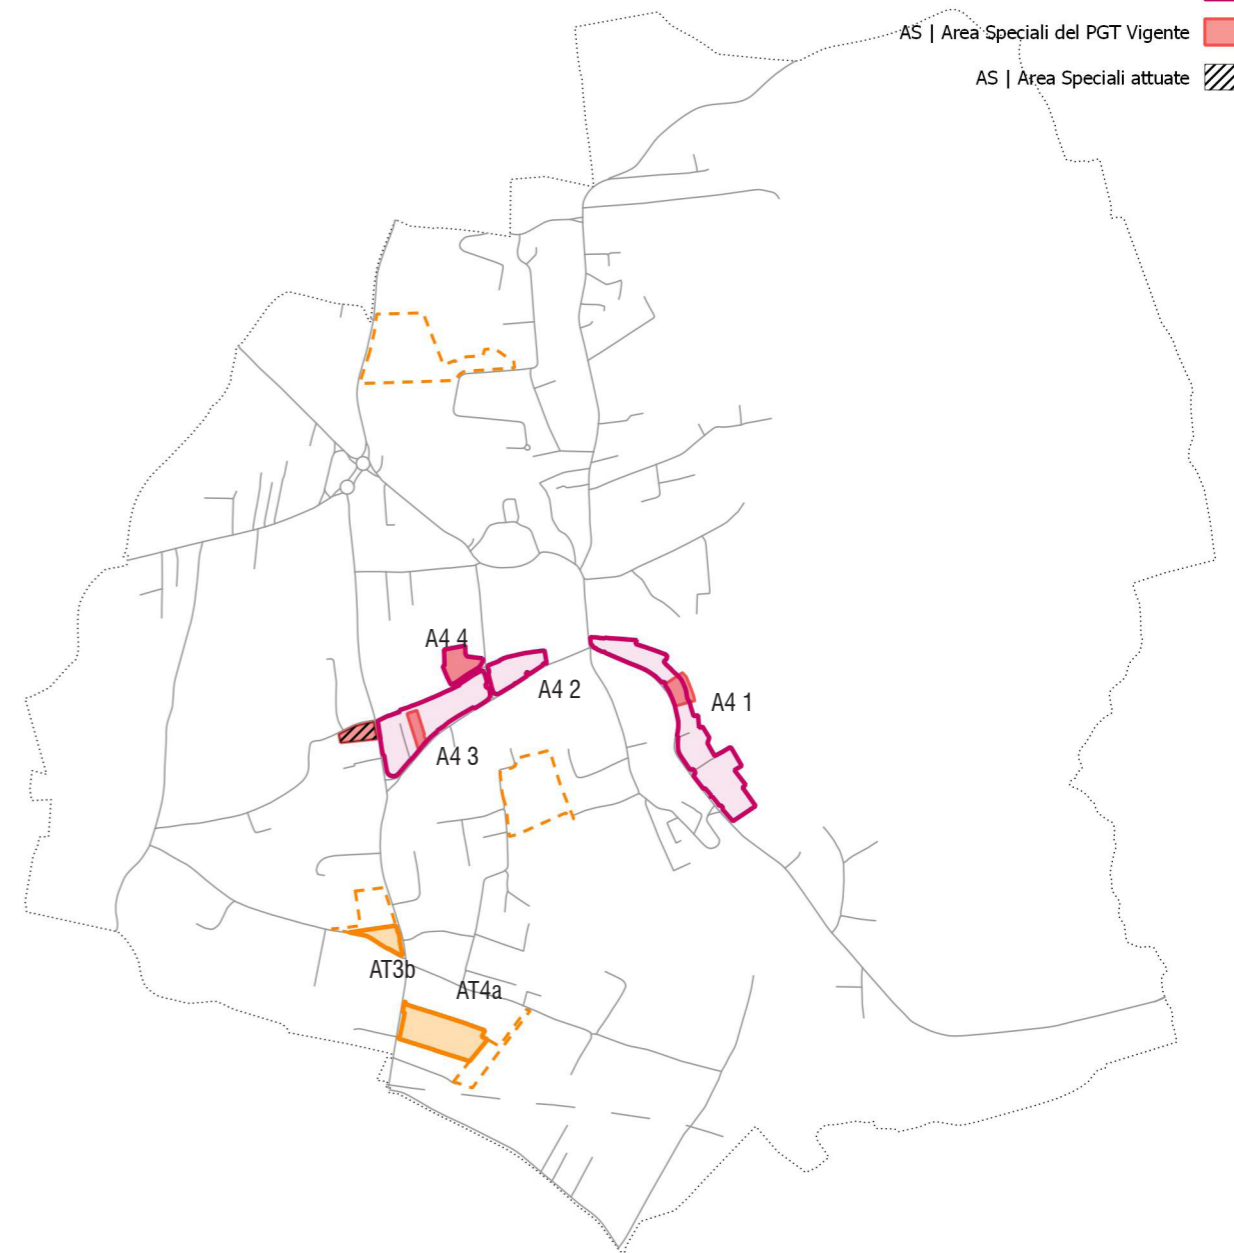 AS | Area Speciali del PGT Vigente
AS | Area Speciali attuate
A4 4
A4 2
A4 1
A4 3
AT3b
AT4a